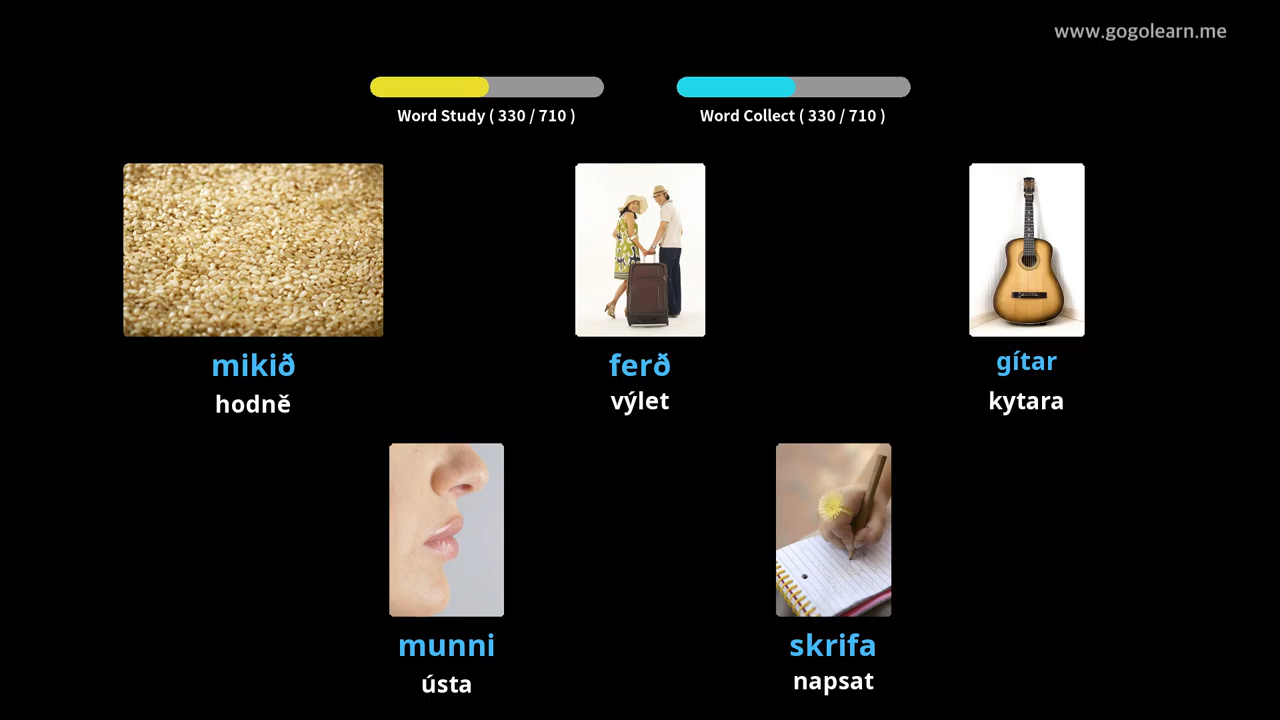 www.gogolearn.me
Word Study ( 330 / 710 )
Word Collect ( 330 / 710 )
mikið
hodně
ferð
výlet
gítar
kytara
munni
ústa
skrifa
napsat